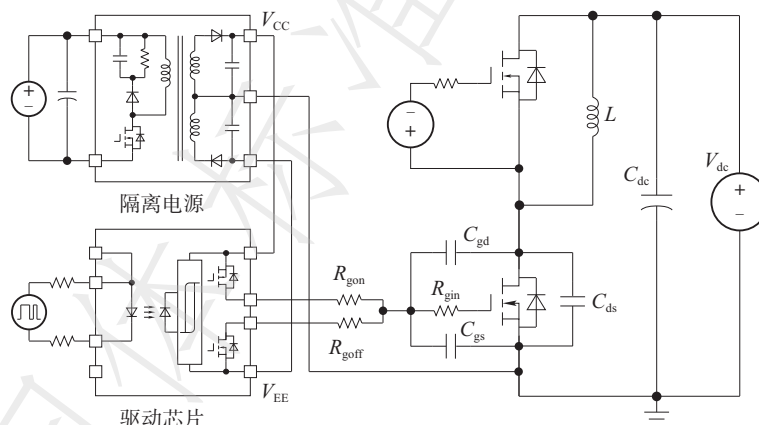 V_CC
隔离电源
L
C_dc
V_dc
C_gd
R_gon
R_gin
C_ds
R_goff
C_gs
V_EE
驱动芯片